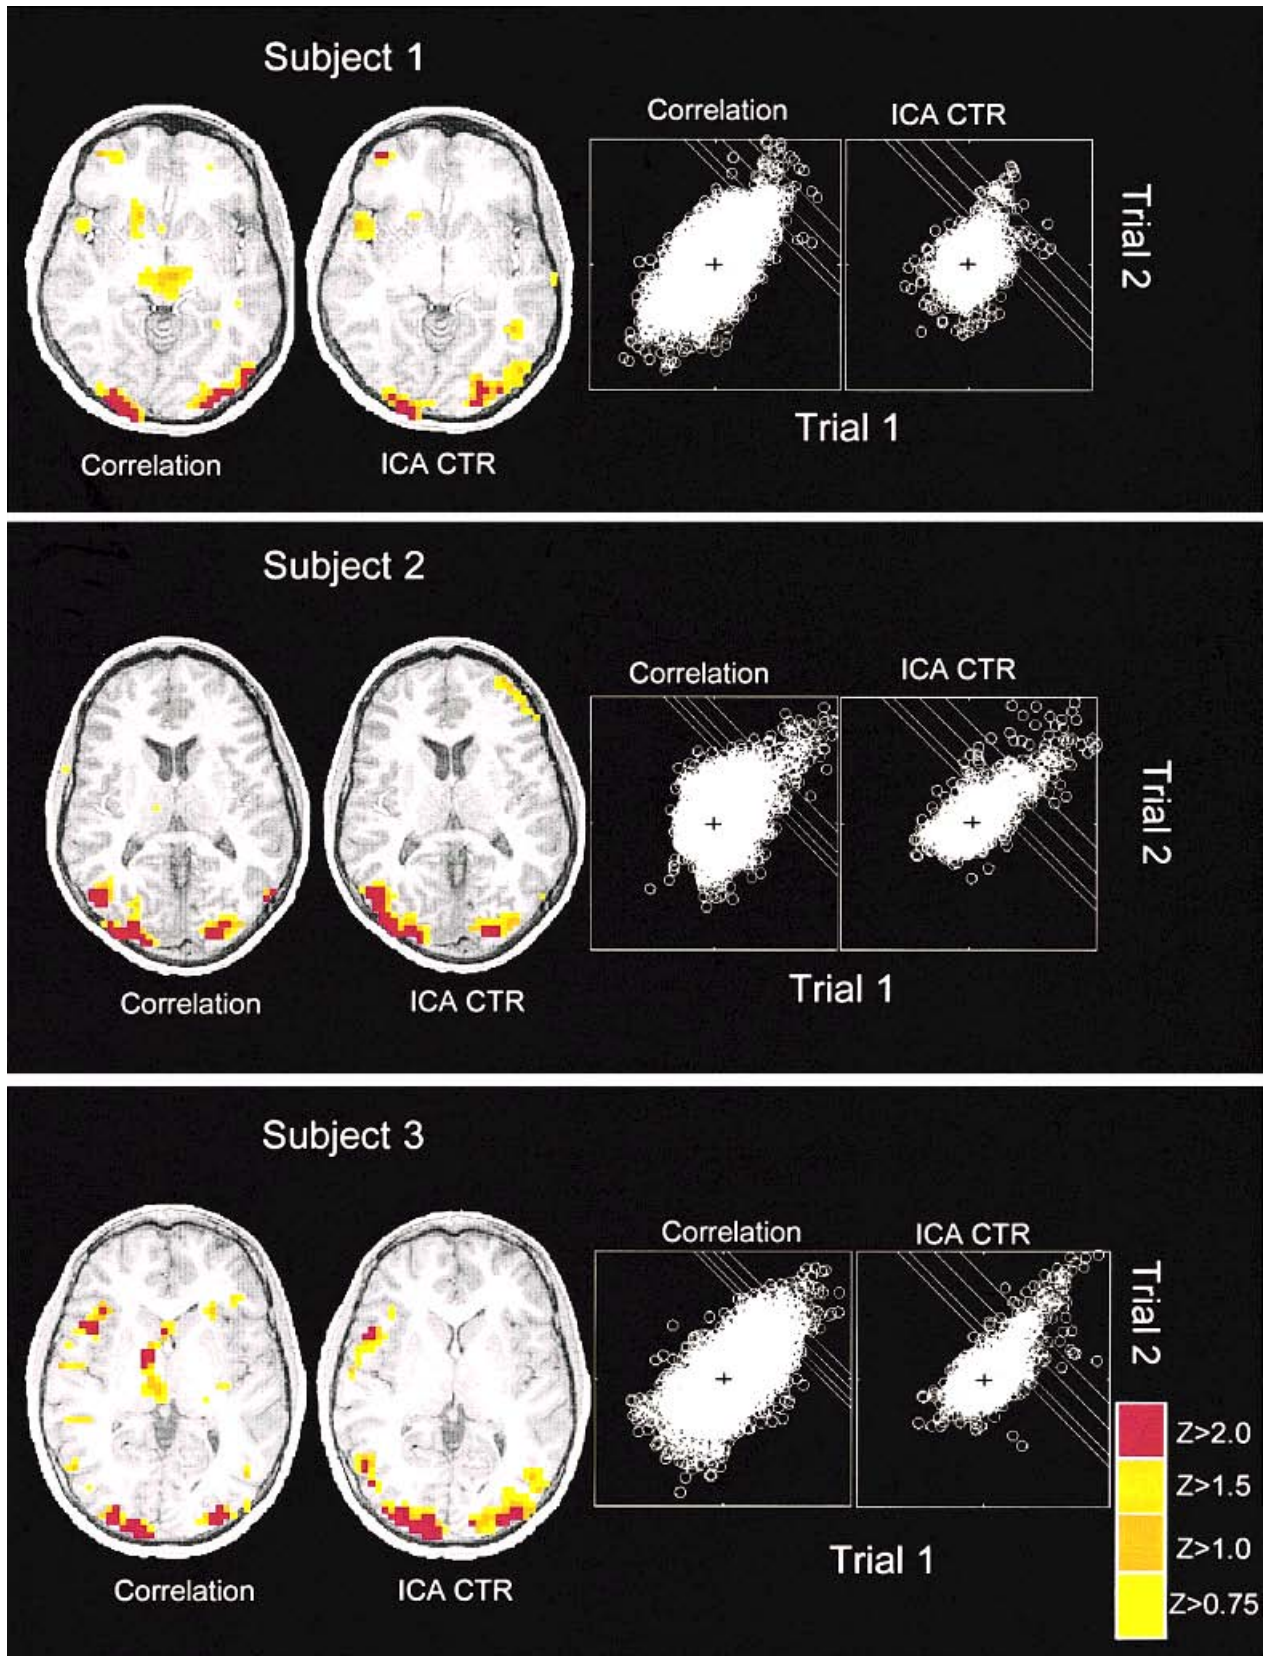 Subject 1
Correlation
ICA CTR
Trial 2
Trial 1
Correlation
ICA CTR
Subject 2
Correlation
ICA CTR
Trial 2
Trial 1
Correlation
ICA CTR
Subject 3
Correlation
ICA CTR
Trial 2
Z>2.0
Z>1.5
Z>1.0
Z>0.75
Trial 1
Correlation
ICA CTR